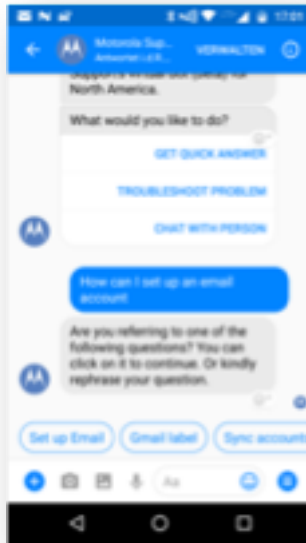 17:01
Motorola Sup...
VERWALTEN
Support's virtual bot (beta) for
North America.
What would you like to do?
GET QUICK ANSWER
TROUBLESHOOT PROBLEM
CHAT WITH PERSON
How can I set up an email
account
Are you referring to one of the
following questions? You can
click on it to continue. Or kindly
rephrase your question.
Set up Email
Gmail label
Sync account
Aa